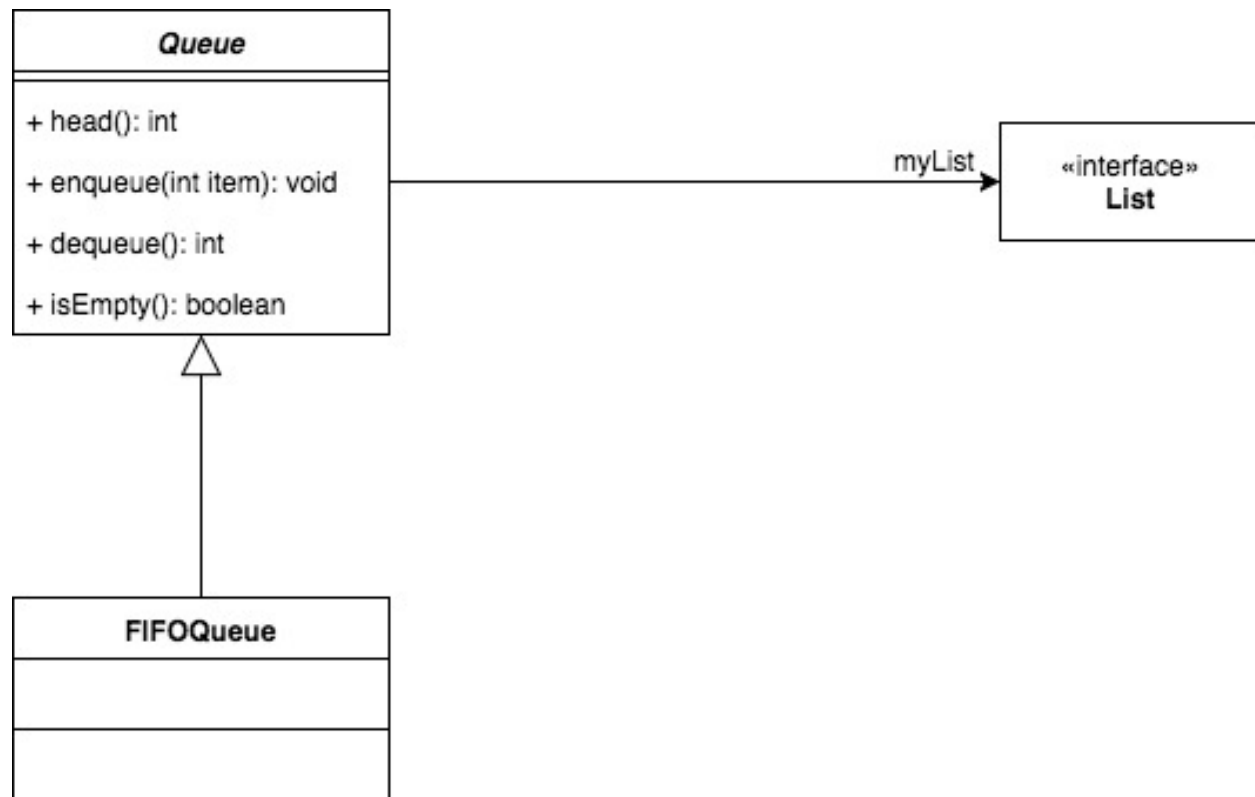 Queue
+ head(): int
+ enqueue(int item): void
+ dequeue(): int
+ isEmpty(): boolean
myList
«interface»
List
FIFOQueue